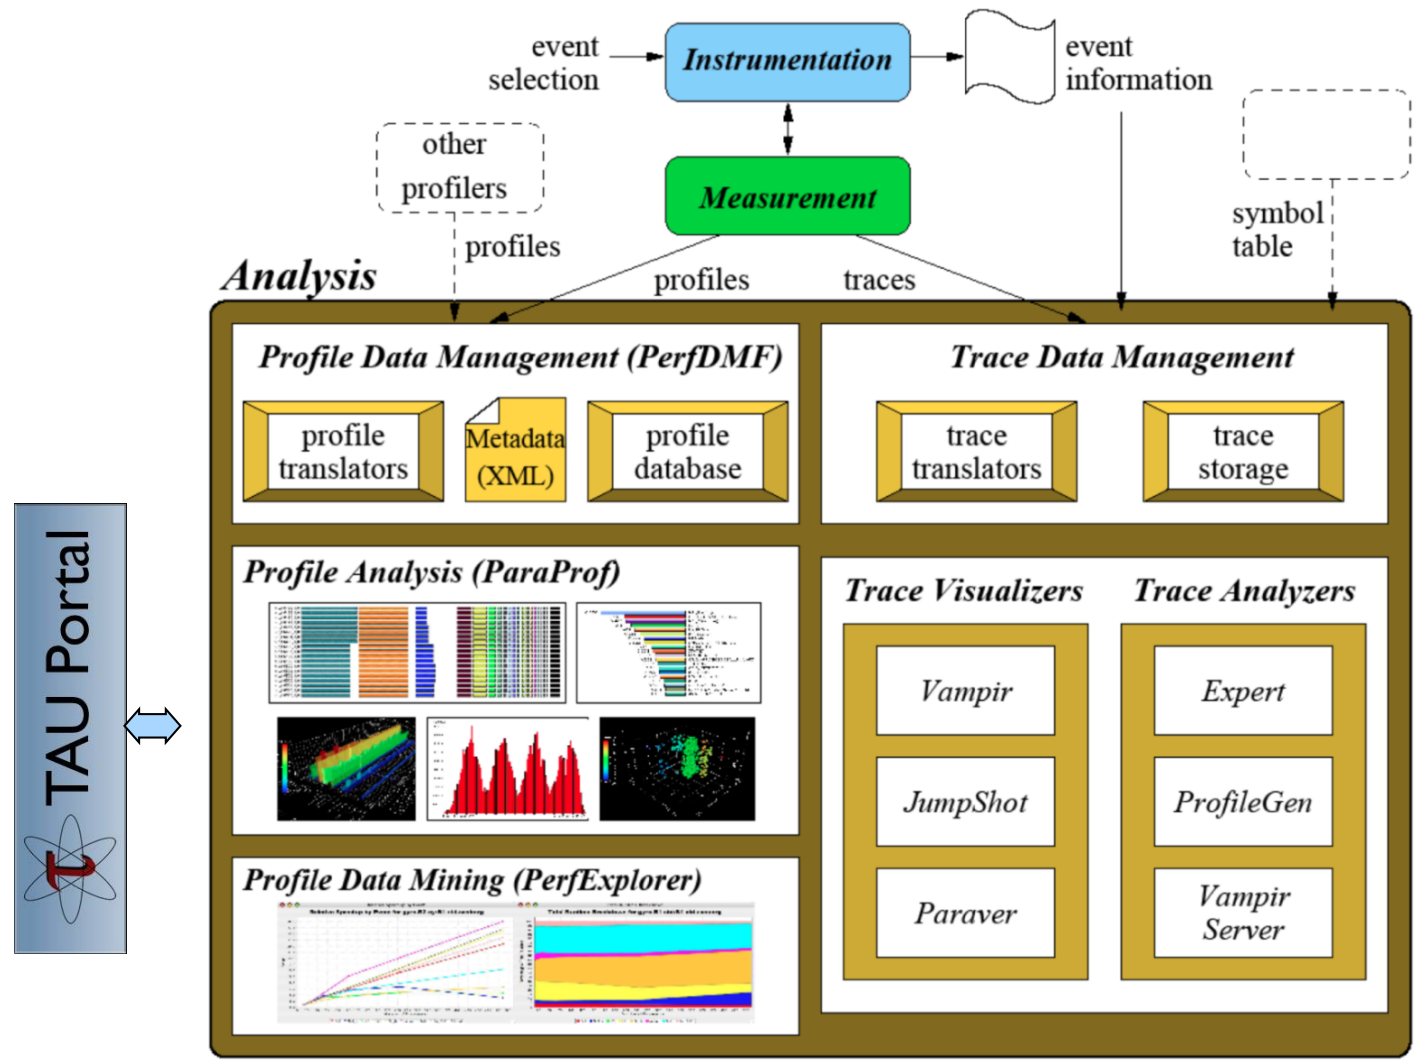 event
selection
Instrumentation
event
information
other
profilers
Measurement
symbol
table
profiles
profiles
traces
Analysis
Profile Data Management (PerfDMF)
profile
translators
Metadata
(XML)
profile
database
Trace Data Management
trace
translators
trace
storage
TAU Portal
Profile Analysis (ParaProf)
Trace Visualizers
Vampir
JumpShot
Paraver
Trace Analyzers
Expert
ProfileGen
Vampir
Server
Profile Data Mining (PerfExplorer)